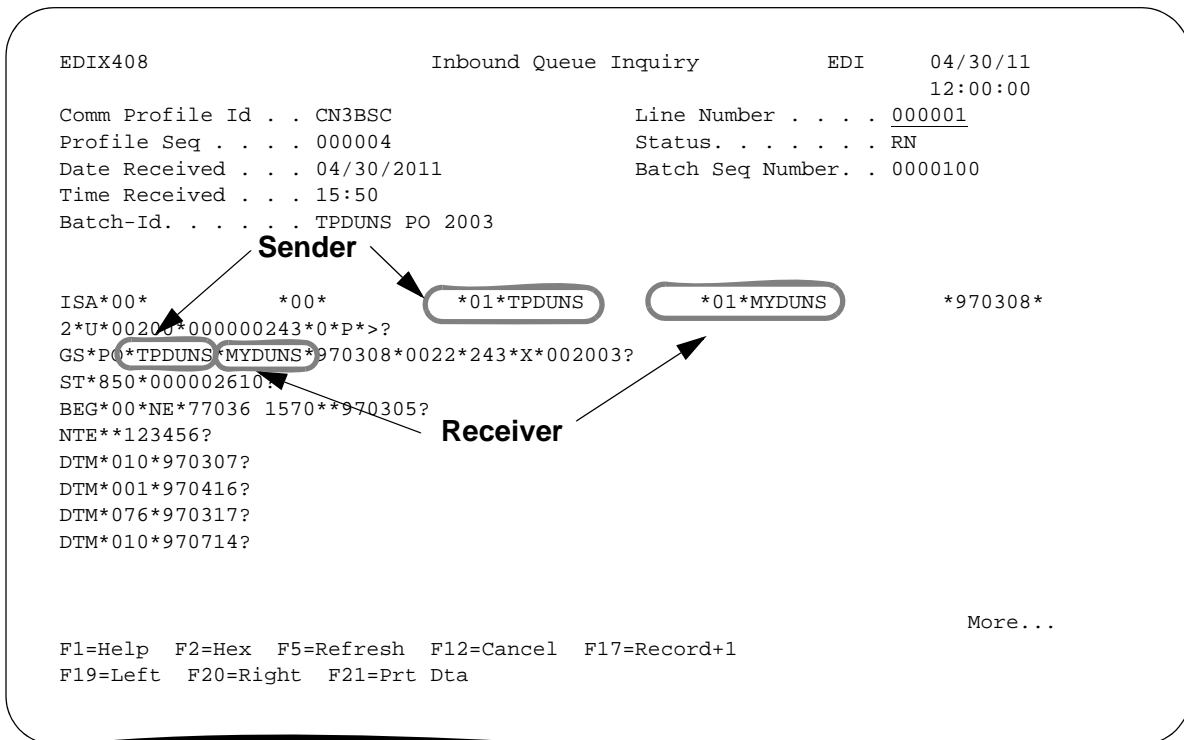 EDIX408 Inbound Queue Inquiry EDI 04/30/11
12:00:00
Comm Profile Id . . CN3BSC Line Number . . . . 000001
Profile Seq . . . . 000004 Status. . . . . . . RN
Date Received . . . 04/30/2011 Batch Seq Number. . 0000100
Time Received . . . 15:50
Batch-Id. . . . . . TPDUNS PO 2003
Sender
ISA*00* *00* *01*TPDUNS *01*MYDUNS *970308*
2*U*00200*000000243*0*P*>?
GS*PO*TPDUNS*MYDUNS*970308*0022*243*X*002003?
ST*850*000002610?
BEG*00*NE*77036 1570**970305?
Receiver
NTE**123456?
DTM*010*970307?
DTM*001*970416?
DTM*076*970317?
DTM*010*970714?
More...
F1=Help F2=Hex F5=Refresh F12=Cancel F17=Record+1
F19=Left F20=Right F21=Prt Dta